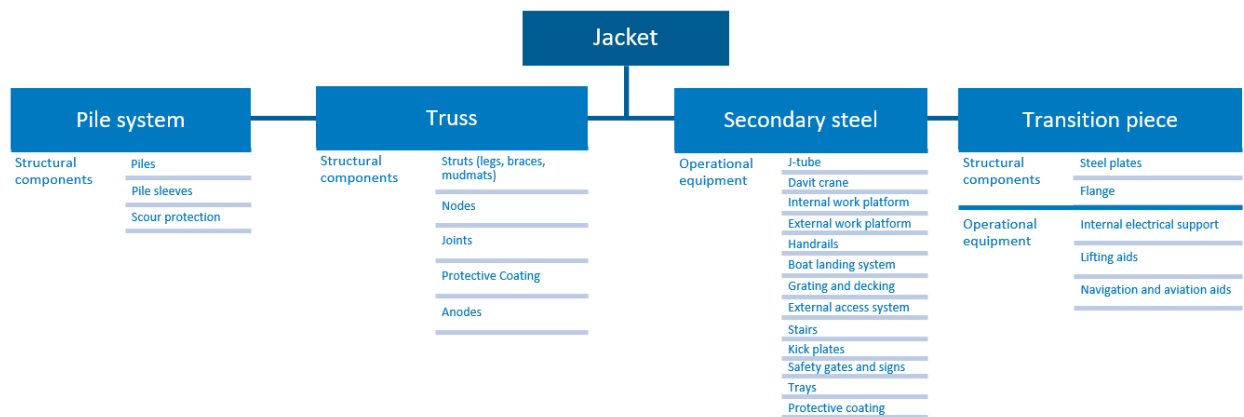 Jacket
Pile system
Structural
components
Piles
Pile sleeves
Scour protection
Truss
Structural
components
Struts (legs, braces,
mudmats)
Nodes
Joints
Protective Coating
Anodes
Secondary steel
Operational
equipment
J-tube
Davit crane
Internal work platform
External work platform
Handrails
Boat landing system
Grating and decking
External access system
Stairs
Kick plates
Safety gates and signs
Trays
Protective coating
Transition piece
Structural
components
Steel plates
Flange
Operational
equipment
Internal electrical support
Lifting aids
Navigation and aviation aids